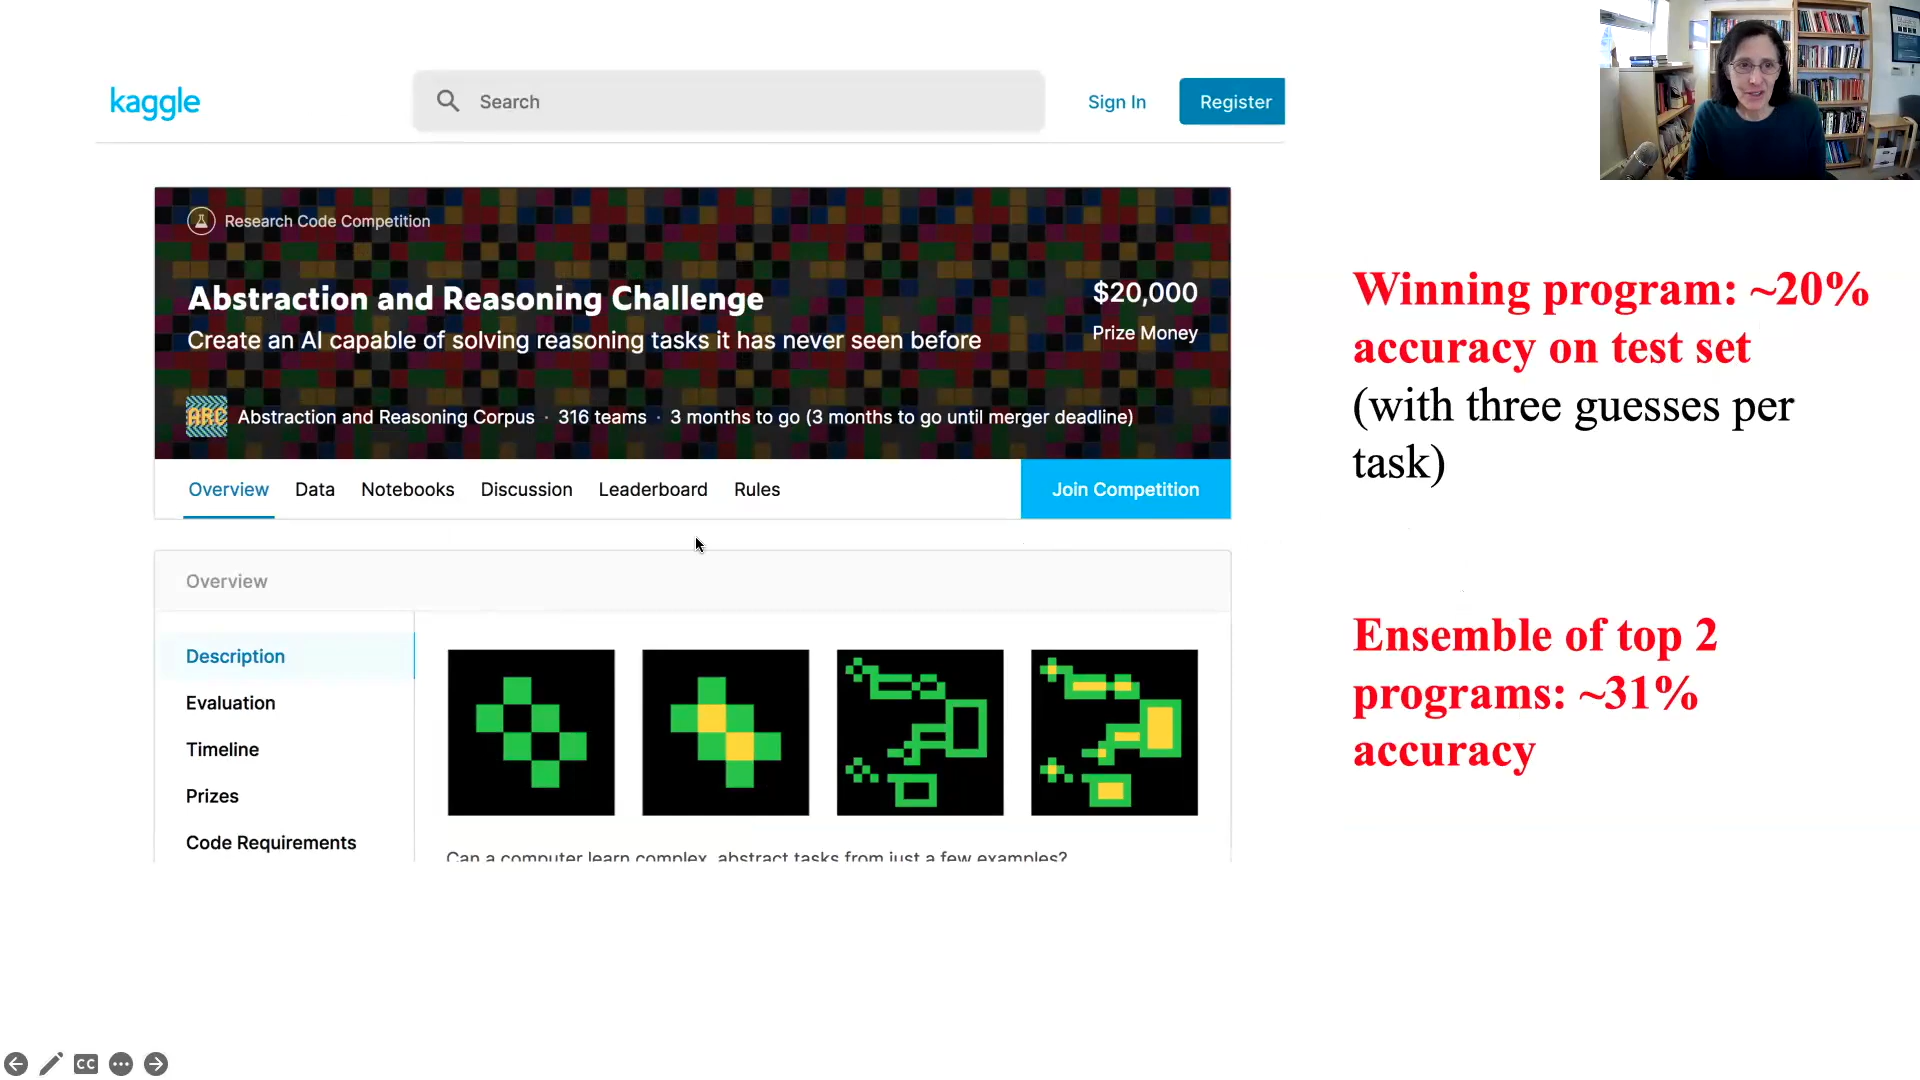 kaggle
Search
Sign In
Register
Research Code Competition
Abstraction and Reasoning Challenge
$20,000
Create an AI capable of solving reasoning tasks it has never seen before
Prize Money
ARC
Abstraction and Reasoning Corpus · 316 teams · 3 months to go (3 months to go until merger deadline)
Overview
Data
Notebooks
Discussion
Leaderboard
Rules
Join Competition
Overview
Description
Evaluation
Timeline
Prizes
Code Requirements
Can a computer learn complex, abstract tasks from just a few examples?
Winning program: ~20%
accuracy on test set
(with three guesses per
task)
Ensemble of top 2
programs: ~31%
accuracy
CC